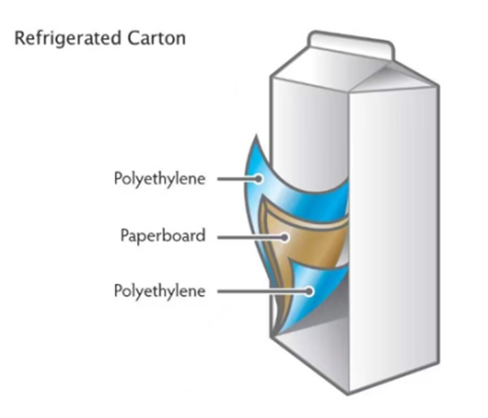 Refrigerated Carton
Polyethylene
Paperboard
Polyethylene